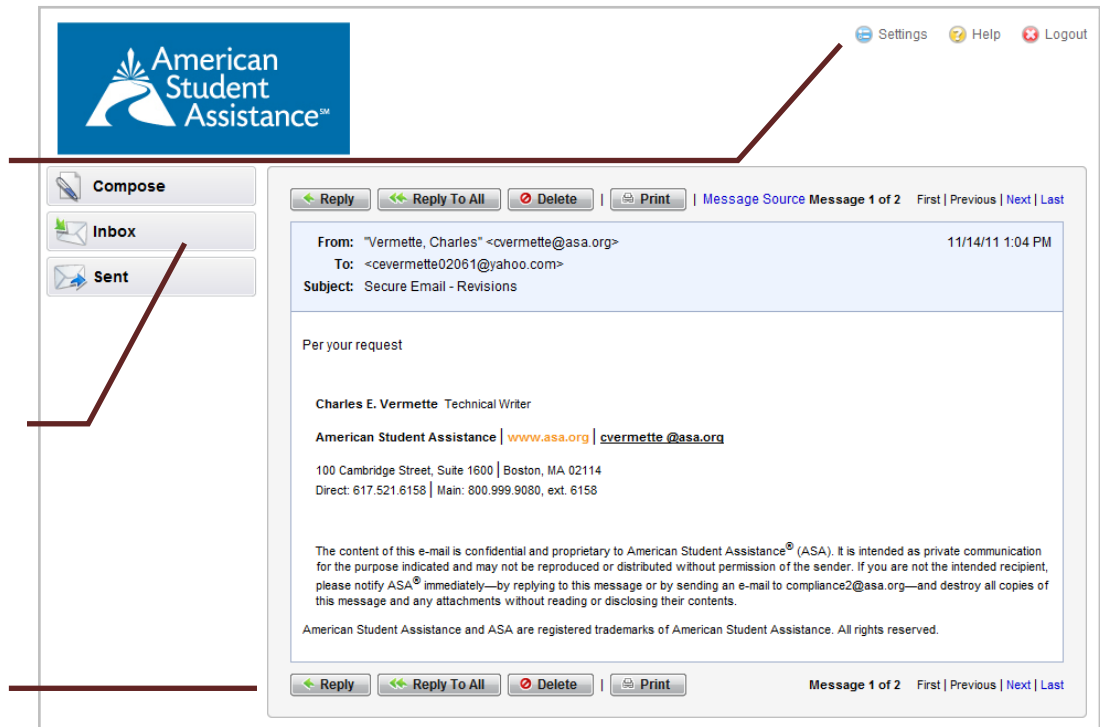 American
Student
Assistance℠
Settings Help Logout
Compose
Inbox
Sent
Reply Reply To All Delete | Print | Message Source Message 1 of 2 First | Previous | Next | Last
From: "Vermette, Charles" <cvermette@asa.org> 11/14/11 1:04 PM
To: <cevermette02061@yahoo.com>
Subject: Secure Email - Revisions
Per your request
Charles E. Vermette Technical Writer
American Student Assistance | www.asa.org | cvermette @asa.org
100 Cambridge Street, Suite 1600 | Boston, MA 02114
Direct: 617.521.6158 | Main: 800.999.9080, ext. 6158
The content of this e-mail is confidential and proprietary to American Student Assistance® (ASA). It is intended as private communication
for the purpose indicated and may not be reproduced or distributed without permission of the sender. If you are not the intended recipient,
please notify ASA® immediately—by replying to this message or by sending an e-mail to compliance2@asa.org—and destroy all copies of
this message and any attachments without reading or disclosing their contents.
American Student Assistance and ASA are registered trademarks of American Student Assistance. All rights reserved.
Reply Reply To All Delete | Print Message 1 of 2 First | Previous | Next | Last